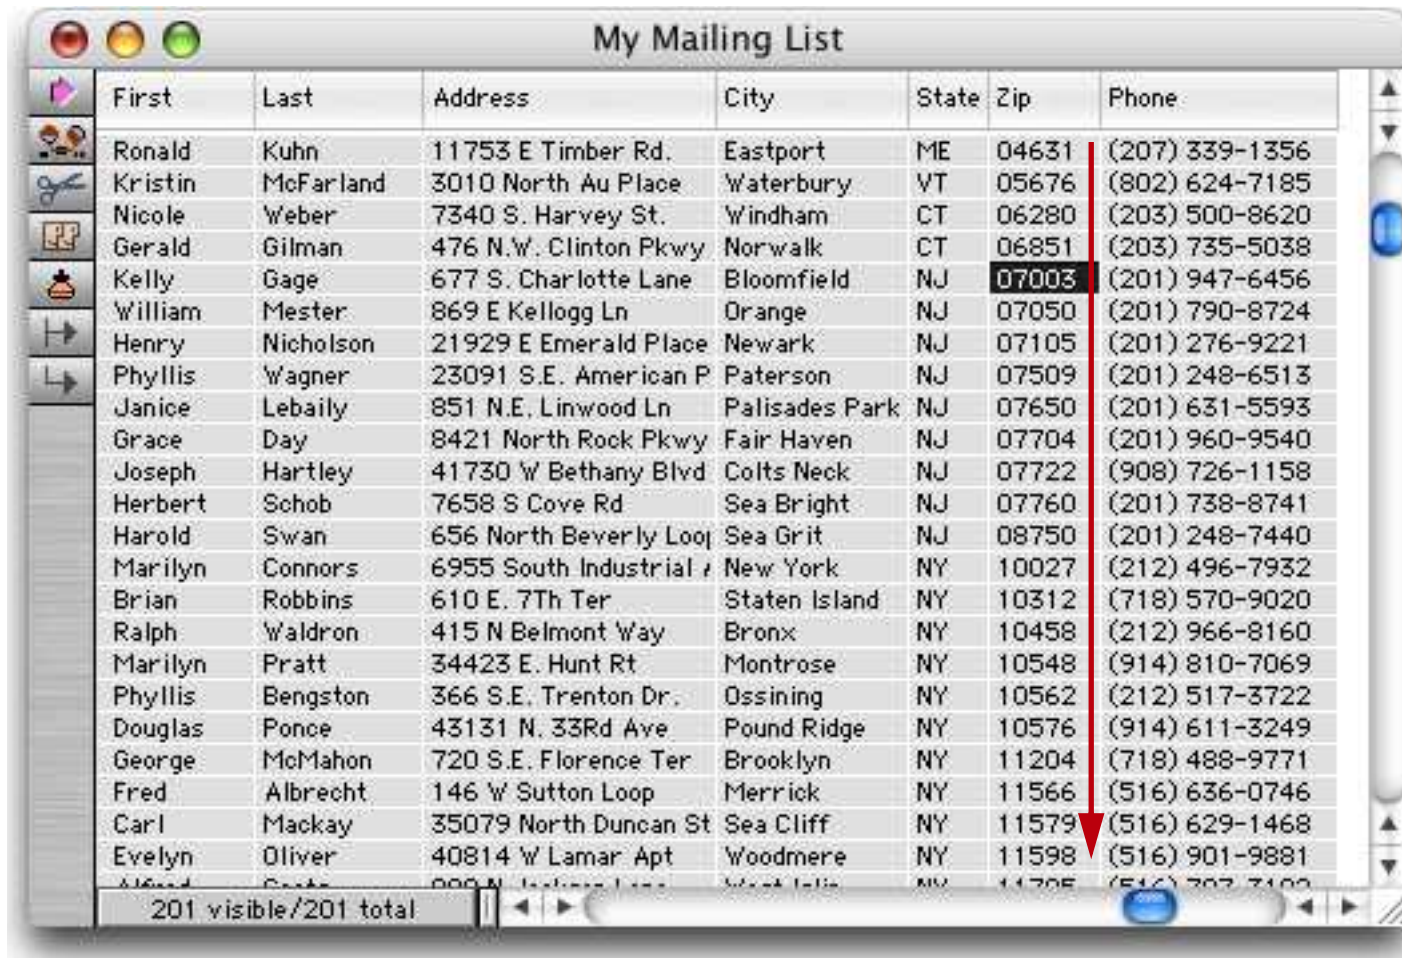 My Mailing List
First Last Address City State Zip Phone
Ronald Kuhn 11753 E Timber Rd. Eastport ME 04631 (207) 339-1356
Kristin McFarland 3010 North Au Place Waterbury VT 05676 (802) 624-7185
Nicole Weber 7340 S. Harvey St. Windham CT 06280 (203) 500-8620
Gerald Gilman 476 N.W. Clinton Pkwy Norwalk CT 06851 (203) 735-5038
Kelly Gage 677 S. Charlotte Lane Bloomfield NJ 07003 (201) 947-6456
William Mester 869 E Kellogg Ln Orange NJ 07050 (201) 790-8724
Henry Nicholson 21929 E Emerald Place Newark NJ 07105 (201) 276-9221
Phyllis Wagner 23091 S.E. American P Paterson NJ 07509 (201) 248-6513
Janice Lebaily 851 N.E. Linwood Ln Palisades Park NJ 07650 (201) 631-5593
Grace Day 8421 North Rock Pkwy Fair Haven NJ 07704 (201) 960-9540
Joseph Hartley 41730 W Bethany Blvd Colts Neck NJ 07722 (908) 726-1158
Herbert Schob 7658 S Cove Rd Sea Bright NJ 07760 (201) 738-8741
Harold Swan 656 North Beverly Loop Sea Grit NJ 08750 (201) 248-7440
Marilyn Connors 6955 South Industrial New York NY 10027 (212) 496-7932
Brian Robbins 610 E. 7Th Ter Staten Island NY 10312 (718) 570-9020
Ralph Waldron 415 N Belmont Way Bronx NY 10458 (212) 966-8160
Marilyn Pratt 34423 E. Hunt Rt Montrose NY 10548 (914) 810-7069
Phyllis Bengston 366 S.E. Trenton Dr. Ossining NY 10562 (212) 517-3722
Douglas Ponce 43131 N. 33Rd Ave Pound Ridge NY 10576 (914) 611-3249
George McMahon 720 S.E. Florence Ter Brooklyn NY 11204 (718) 488-9771
Fred Albrecht 146 W Sutton Loop Merrick NY 11566 (516) 636-0746
Carl Mackay 35079 North Duncan St Sea Cliff NY 11579 (516) 629-1468
Evelyn Oliver 40814 W Lamar Apt Woodmere NY 11598 (516) 901-9881
201 visible/201 total